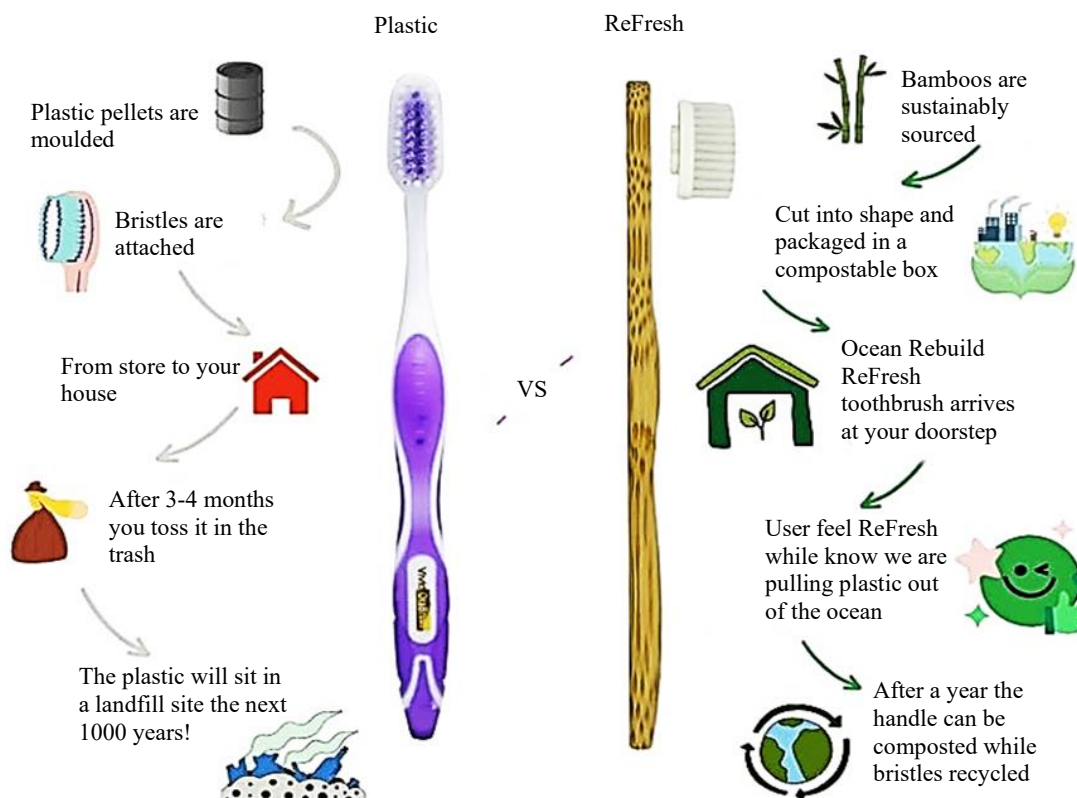 Plastic
ReFresh
Plastic pellets are
moulded
Bristles are
attached
From store to your
house
After 3-4 months
you toss it in the
trash
The plastic will sit in
a landfill site the next
1000 years!
VS
Bamboos are
sustainably
sourced
Cut into shape and
packaged in a
compostable box
Ocean Rebuild
ReFresh
toothbrush arrives
at your doorstep
User feel ReFresh
while know we are
pulling plastic out
of the ocean
After a year the
handle can be
composted while
bristles recycled